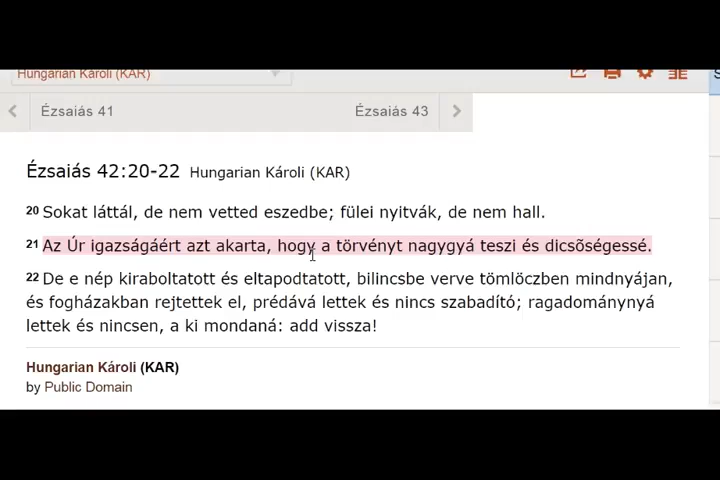 Hungarian Károli (KAR)
Ézsaiás 41
Ézsaiás 43
Ézsaiás 42:20-22 Hungarian Károli (KAR)
20 Sokat láttál, de nem vetted eszedbe; fülei nyitvák, de nem hall.
21 Az Úr igazságáért azt akarta, hogy a törvényt nagygyá teszi és dicsõségessé.
22 De e nép kiraboltatott és eltapodtatott, bilincsbe verve tömlöczben mindnyájan,
és fogházakban rejtettek el, prédává lettek és nincs szabadító; ragadománynyá
lettek és nincsen, a ki mondaná: add vissza!
Hungarian Károli (KAR)
by Public Domain